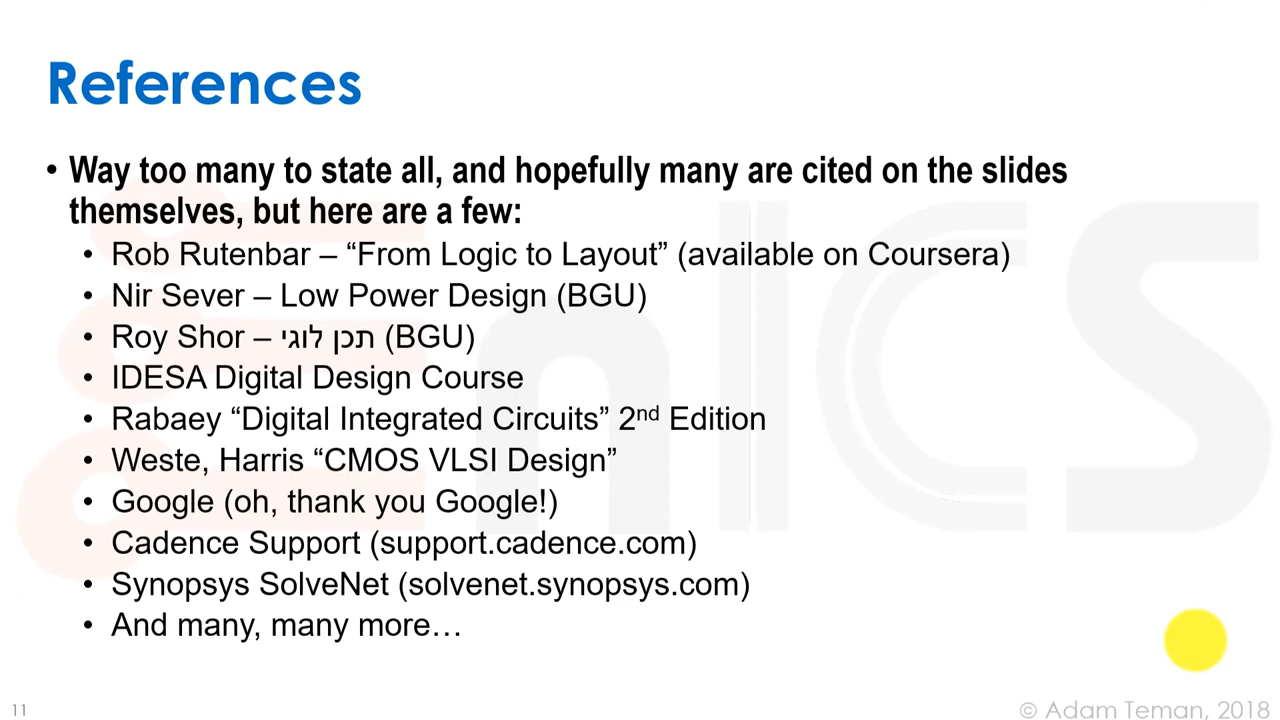 References
• Way too many to state all, and hopefully many are cited on the slides
themselves, but here are a few:
• Rob Rutenbar – “From Logic to Layout” (available on Coursera)
• Nir Sever – Low Power Design (BGU)
• Roy Shor – תכן לוגי (BGU)
• IDESA Digital Design Course
• Rabaey “Digital Integrated Circuits” 2nd Edition
• Weste, Harris “CMOS VLSI Design”
• Google (oh, thank you Google!)
• Cadence Support (support.cadence.com)
• Synopsys SolveNet (solvenet.synopsys.com)
• And many, many more…
11
© Adam Teman, 2018